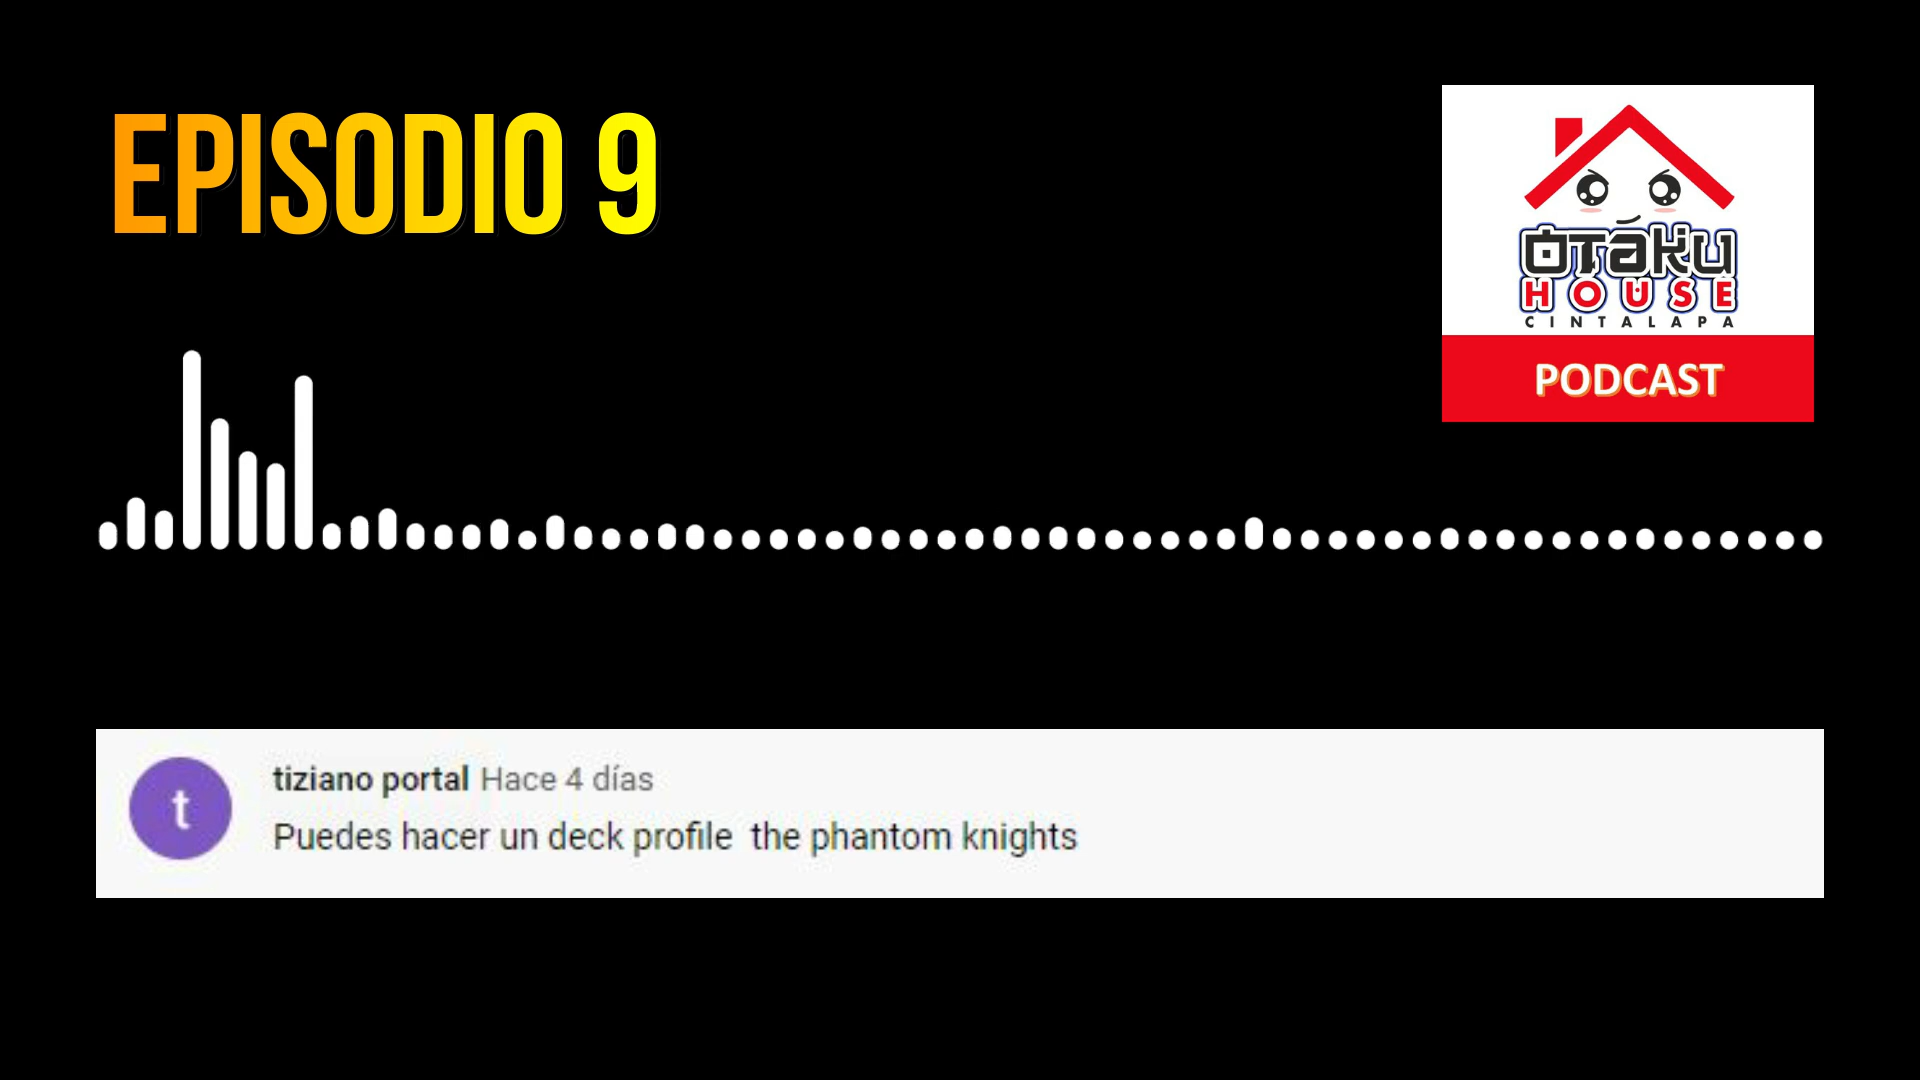 EPISODIO 9
OTAKU
HOUSE
CINTALAPA
PODCAST
t
tiziano portal Hace 4 días
Puedes hacer un deck profile the phantom knights